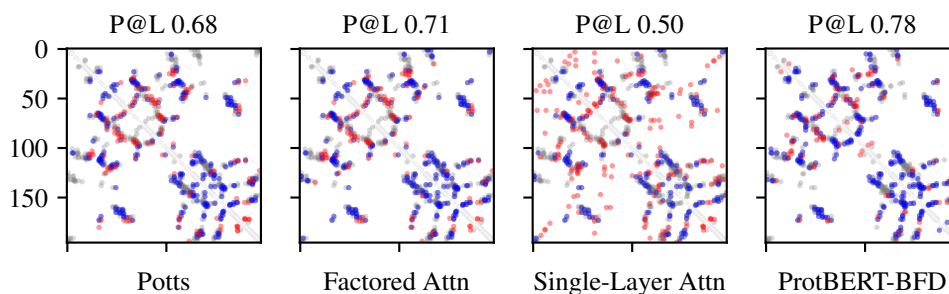 P@L 0.68 P@L 0.71 P@L 0.50 P@L 0.78
0
50
100
150
Potts Factored Attn Single-Layer Attn ProtBERT-BFD